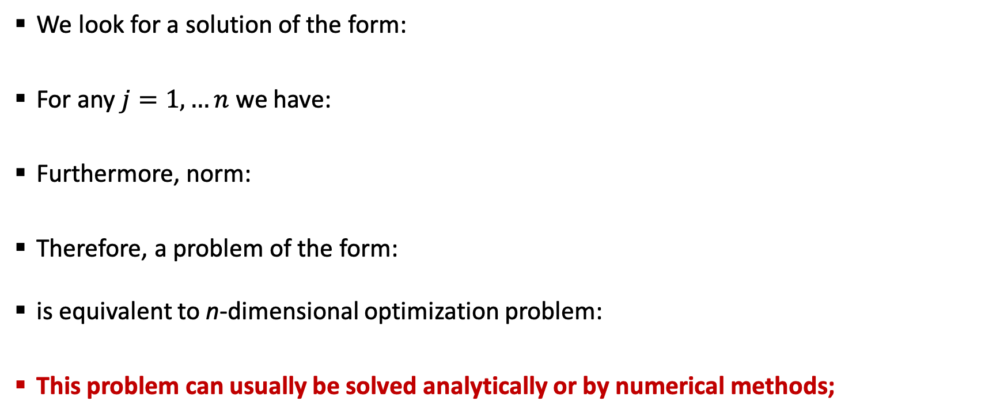 ▪ We look for a solution of the form:
▪ For any j = 1, … n we have:
▪ Furthermore, norm:
▪ Therefore, a problem of the form:
▪ is equivalent to n-dimensional optimization problem:
▪ This problem can usually be solved analytically or by numerical methods;